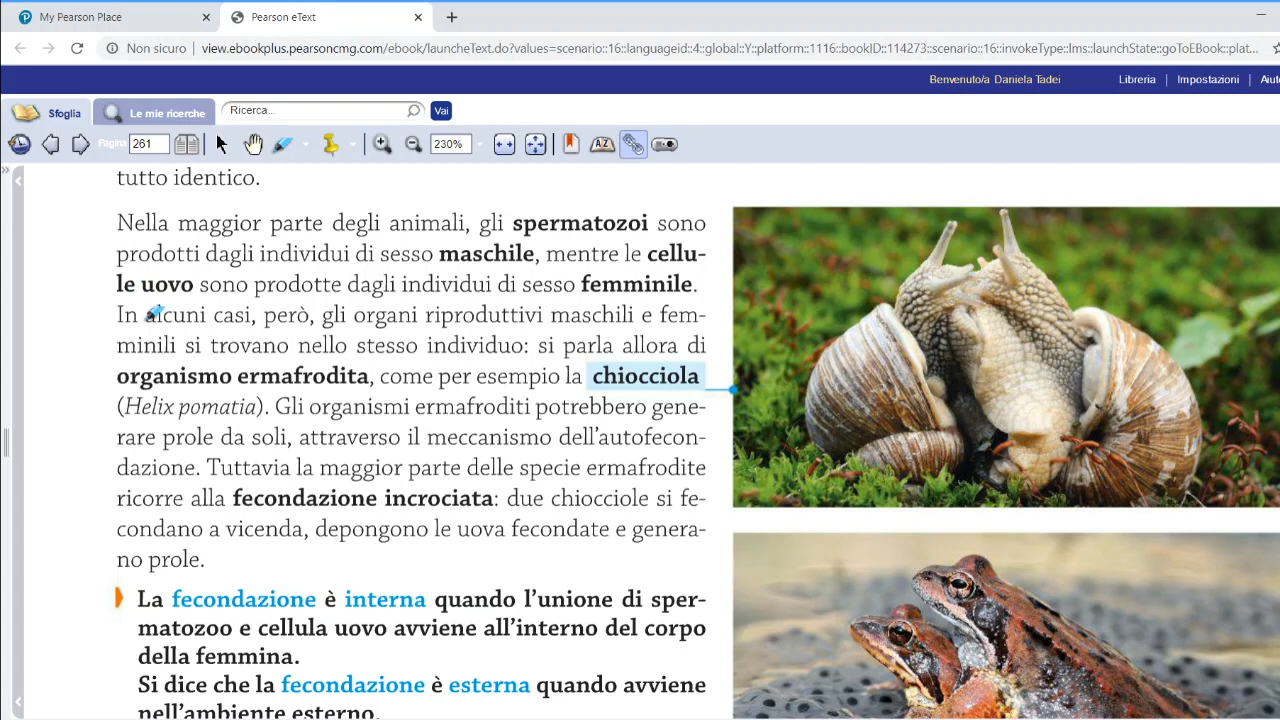 My Pearson Place
Pearson eText
Non sicuro
view.ebookplus.pearsoncmg.com/ebook/launcheText.do?values=scenario::16::languageid::4::global::Y::platform::1116::bookID::114273::scenario::16::invokeType::lms::launchState::goToEBook::plat...
Benvenuto/a Daniela Tadei
Libreria | Impostazioni | Aiut
Sfoglia
Le mie ricerche
Ricerca...
Vai
Pagina 261
230%
A Z
tutto identico.
Nella maggior parte degli animali, gli spermatozoi sono
prodotti dagli individui di sesso maschile, mentre le cellu-
le uovo sono prodotte dagli individui di sesso femminile.
In alcuni casi, però, gli organi riproduttivi maschili e fem-
minili si trovano nello stesso individuo: si parla allora di
organismo ermafrodita, come per esempio la chiocciola
(Helix pomatia). Gli organismi ermafroditi potrebbero gene-
rare prole da soli, attraverso il meccanismo dell'autofecon-
dazione. Tuttavia la maggior parte delle specie ermafrodite
ricorre alla fecondazione incrociata: due chiocciole si fe-
condano a vicenda, depongono le uova fecondate e genera-
no prole.
La fecondazione è interna quando l'unione di sper-
matozoo e cellula uovo avviene all'interno del corpo
della femmina.
Si dice che la fecondazione è esterna quando avviene
nell'ambiente esterno.